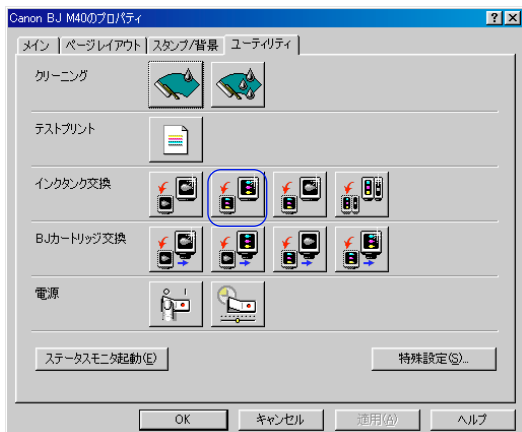 Canon BJ M40のプロパティ
メイン ページレイアウト スタンプ/背景 ユーティリティ
クリーニング
テストプリント
インクタンク交換
BJカートリッジ交換
電源
ステータスモニタ起動(E) 特殊設定(S)...
OK キャンセル 適用(A) ヘルプ